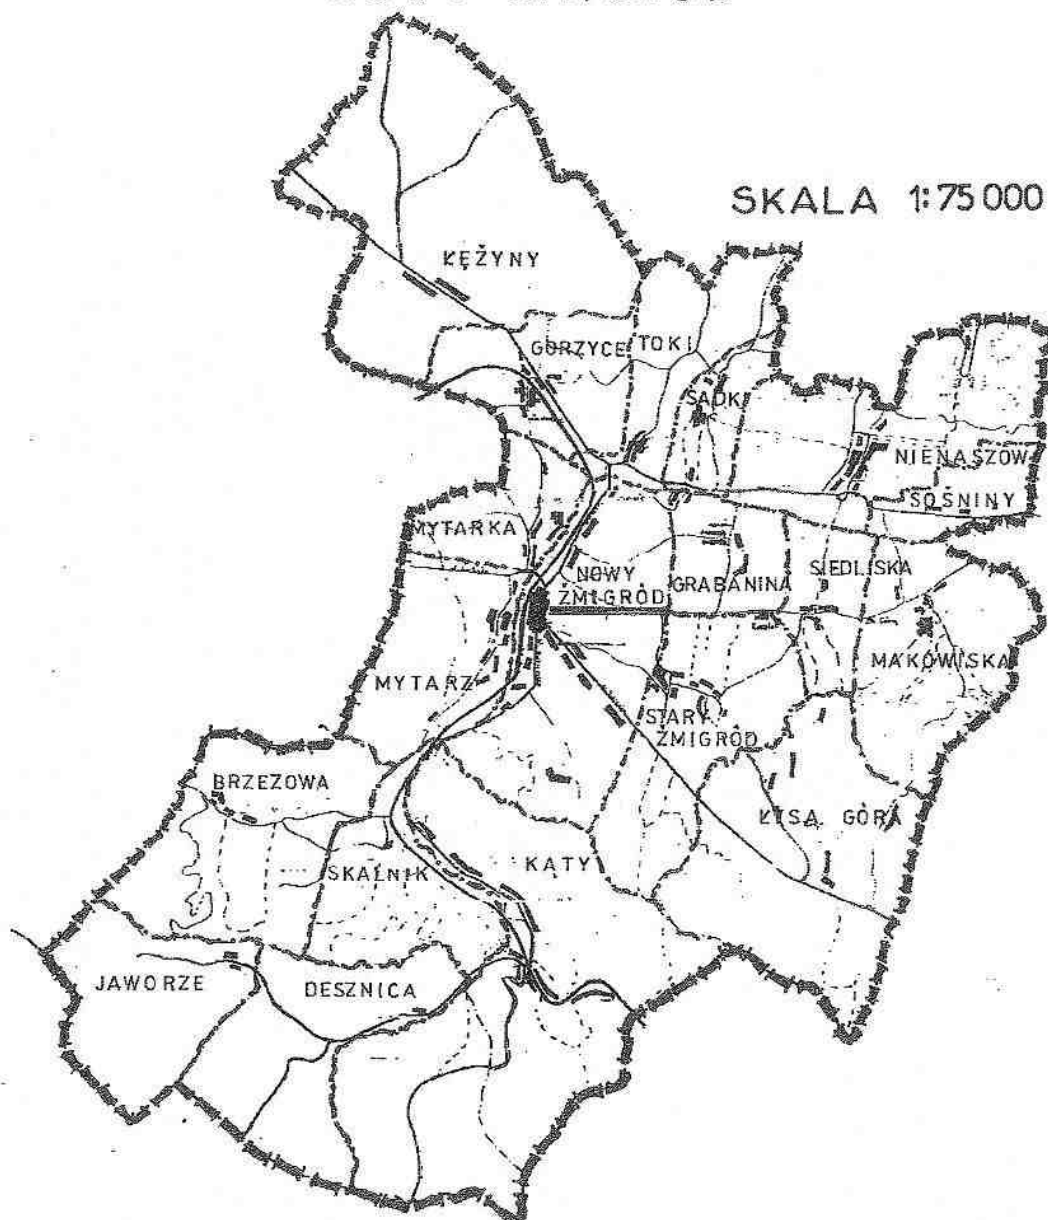 SKALA 1:75 000
KĘŻYNY
GORZYCE
TOKI
SADKI
NIENASZÓW
SOŚNINY
MYTARKA
NOWY
ŻMIGRÓD
GRABANINA
SIEDLISKA
MAKOWISKA
MYTARZ
STARY
ŻMIGRÓD
BRZEZOWA
ŁYSA GÓRA
SKALNIK
KĄTY
JAWORZE
DESZNICA